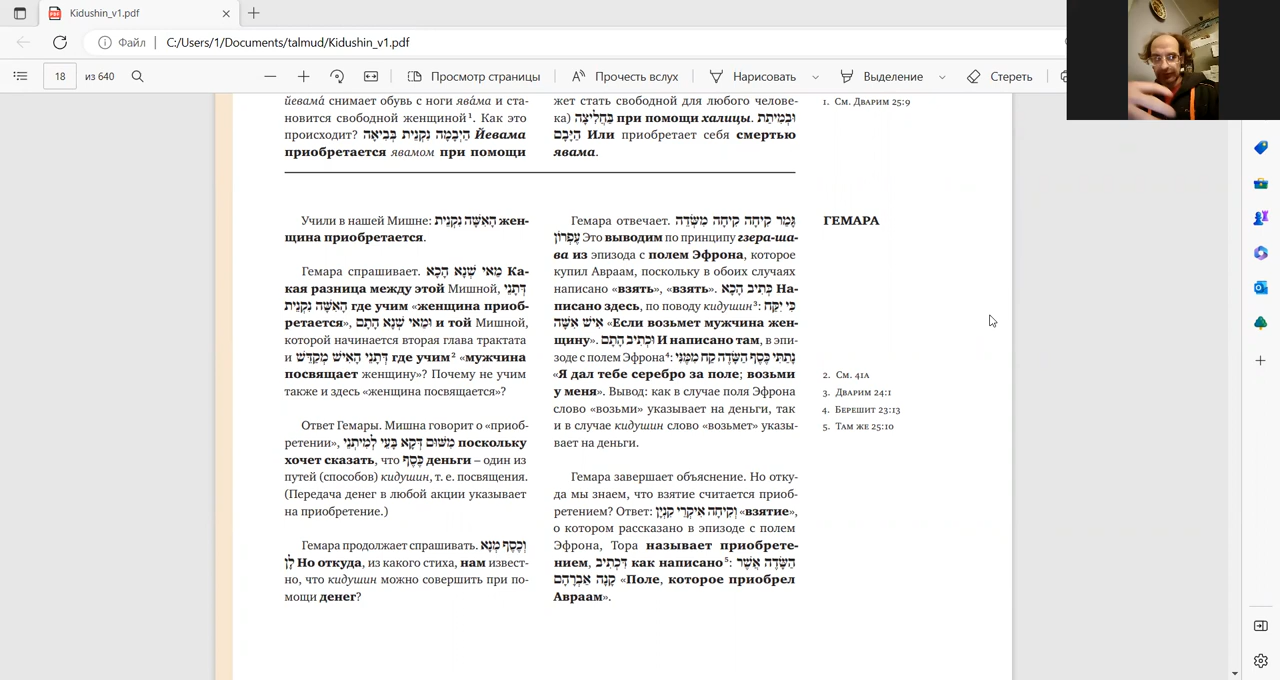 Kidushin_v1.pdf
Файл
C:/Users/1/Documents/talmud/Kidushin_v1.pdf
18
из 640
Просмотр страницы
Прочесть вслух
Нарисовать
Выделение
Стереть
йевамá снимает обувь с ноги явáма и ста-
новится свободной женщиной¹. Как это
происходит? הַיְבָמָה נִקְנֵית בְּבִיאָה Йевама
приобретается явамом при помощи
жет стать свободной для любого челове-
ка) בַּחֲלִיצָה при помощи халицы. וּבְמִיתַת
הַיָּבָם Или приобретает себя смертью
явама.
1. См. Дварим 25:9
Учили в нашей Мишне: הָאִשָּׁה נִקְנֵית жен-
щина приобретается.
Гемара спрашивает. מַאי שְׁנָא הָכָא Ка-
кая разница между этой Мишной, דִּתְנֵי
הָאִשָּׁה נִקְנֵית где учим «женщина приоб-
ретается», וּמַאי שְׁנָא הָתָם и той Мишной,
которой начинается вторая глава трактата
и דִּתְנֵי הָאִישׁ מְקַדֵּשׁ где учим² «мужчина
посвящает женщину»? Почему не учим
также и здесь «женщина посвящается»?
Ответ Гемары. Мишна говорит о «приоб-
ретении», מִשּׁוּם דְּקָא בָּעֵי לְמִיתְנֵי поскольку
хочет сказать, что כֶּסֶף деньги – один из
путей (способов) кидушин, т. е. посвящения.
(Передача денег в любой акции указывает
на приобретение.)
Гемара продолжает спрашивать. וְכֶסֶף מְנָא
לָן Но откуда, из какого стиха, нам извест-
но, что кидушин можно совершить при по-
мощи денег?
Гемара отвечает. גָּמַר קִיחָה קִיחָה מִשְּׂדֵה
עֶפְרוֹן Это выводим по принципу гзера-ша-
ва из эпизода с полем Эфрона, которое
купил Авраам, поскольку в обоих случаях
написано «взять», «взять». כְּתִיב הָכָא На-
писано здесь, по поводу кидушин³: כִּי יִקַּח
אִישׁ אִשָּׁה «Если возьмет мужчина жен-
щину». וּכְתִיב הָתָם И написано там, в эпи-
зоде с полем Эфрона⁴: נָתַתִּי כֶּסֶף הַשָּׂדֶה קַח מִמֶּנִּי
«Я дал тебе серебро за поле; возьми
у меня». Вывод: как в случае поля Эфрона
слово «возьми» указывает на деньги, так
и в случае кидушин слово «возьмет» указы-
вает на деньги.
Гемара завершает объяснение. Но отку-
да мы знаем, что взятие считается приоб-
ретением? Ответ: וְקִיחָה אִיקְּרֵי קִנְיָן «взятие»,
о котором рассказано в эпизоде с полем
Эфрона, Тора называет приобрете-
нием, דִּכְתִיב как написано⁵: הַשָּׂדֶה אֲשֶׁר
קָנָה אַבְרָהָם «Поле, которое приобрел
Авраам».
ГЕМАРА
2. См. 41А
3. Дварим 24:1
4. Берешит 23:13
5. Там же 25:10